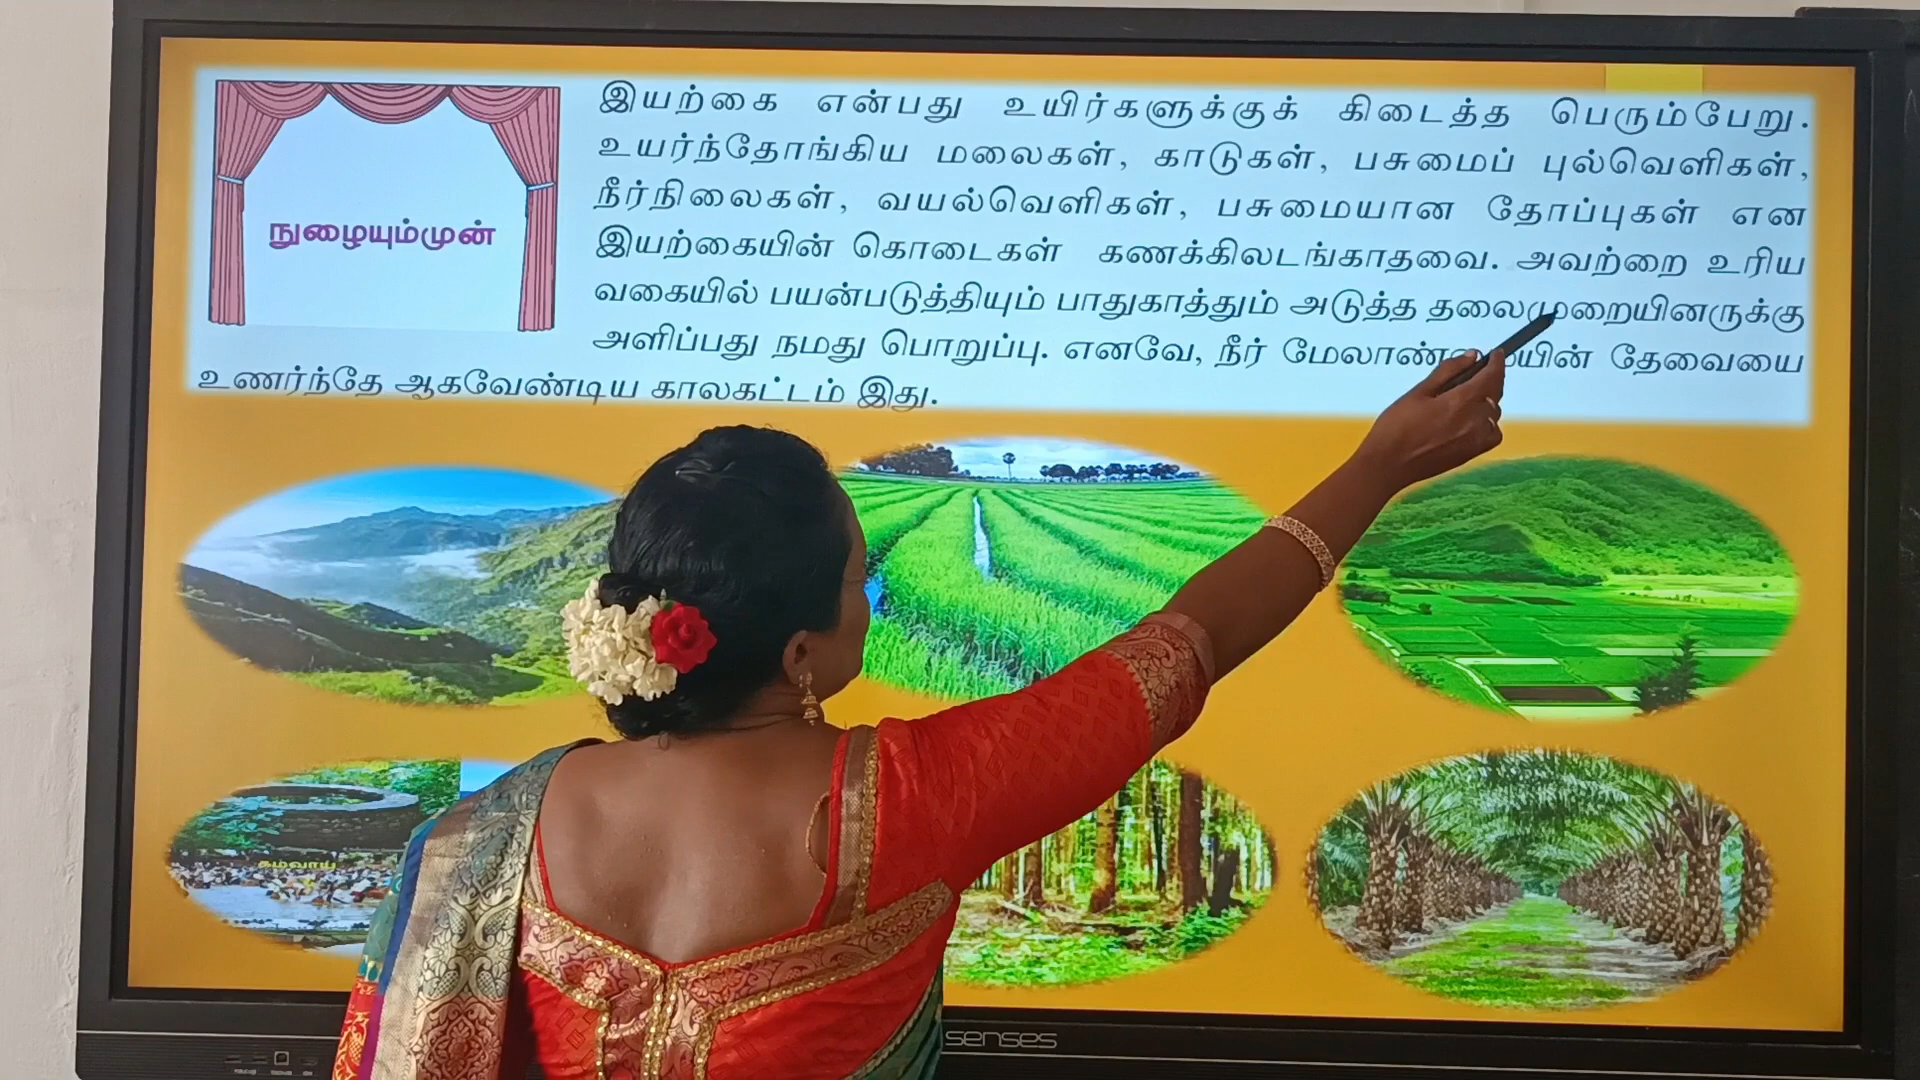 நுழையும்முன்
இயற்கை என்பது உயிர்களுக்குக் கிடைத்த பெரும்பேறு.
உயர்ந்தோங்கிய மலைகள், காடுகள், பசுமைப் புல்வெளிகள்,
நீர்நிலைகள், வயல்வெளிகள், பசுமையான தோப்புகள் என
இயற்கையின் கொடைகள் கணக்கிலடங்காதவை. அவற்றை உரிய
வகையில் பயன்படுத்தியும் பாதுகாத்தும் அடுத்த தலைமுறையினருக்கு
அளிப்பது நமது பொறுப்பு. எனவே, நீர் மேலாண்மையின் தேவையை
உணர்ந்தே ஆகவேண்டிய காலகட்டம் இது.
senses